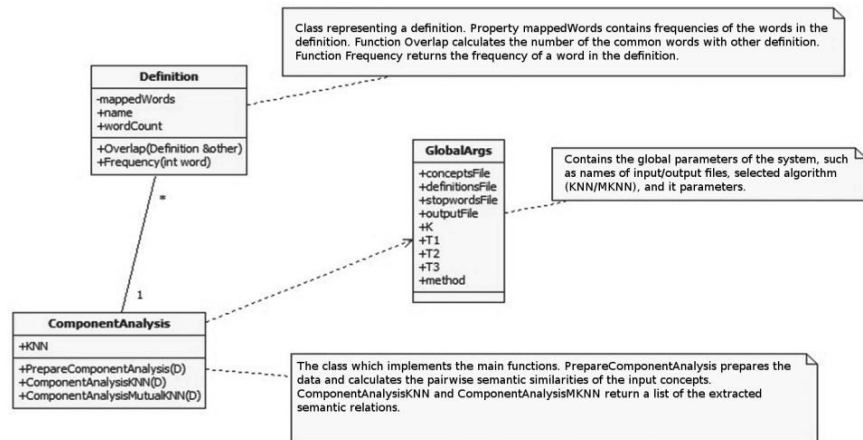 Class representing a definition. Property mappedWords contains frequencies of the words in the
definition. Function Overlap calculates the number of the common words with other definition.
Function Frequency returns the frequency of a word in the definition.
Definition
-mappedWords
+name
+wordCount
+Overlap(Definition &other)
+Frequency(int word)
GlobalArgs
+conceptsFile
+definitionsFile
+stopwordsFile
+outputFile
+K
+T1
+T2
+T3
+method
Contains the global parameters of the system, such
as names of input/output files, selected algorithm
(KNN/MKNN), and it parameters.
*
1
ComponentAnalysis
+KNN
+PrepareComponentAnalysis(D)
+ComponentAnalysisKNN(D)
+ComponentAnalysisMutualKNN(D)
The class which implements the main functions. PrepareComponentAnalysis prepares the
data and calculates the pairwise semantic similarities of the input concepts.
ComponentAnalysisKNN and ComponentAnalysisMKNN return a list of the extracted
semantic relations.